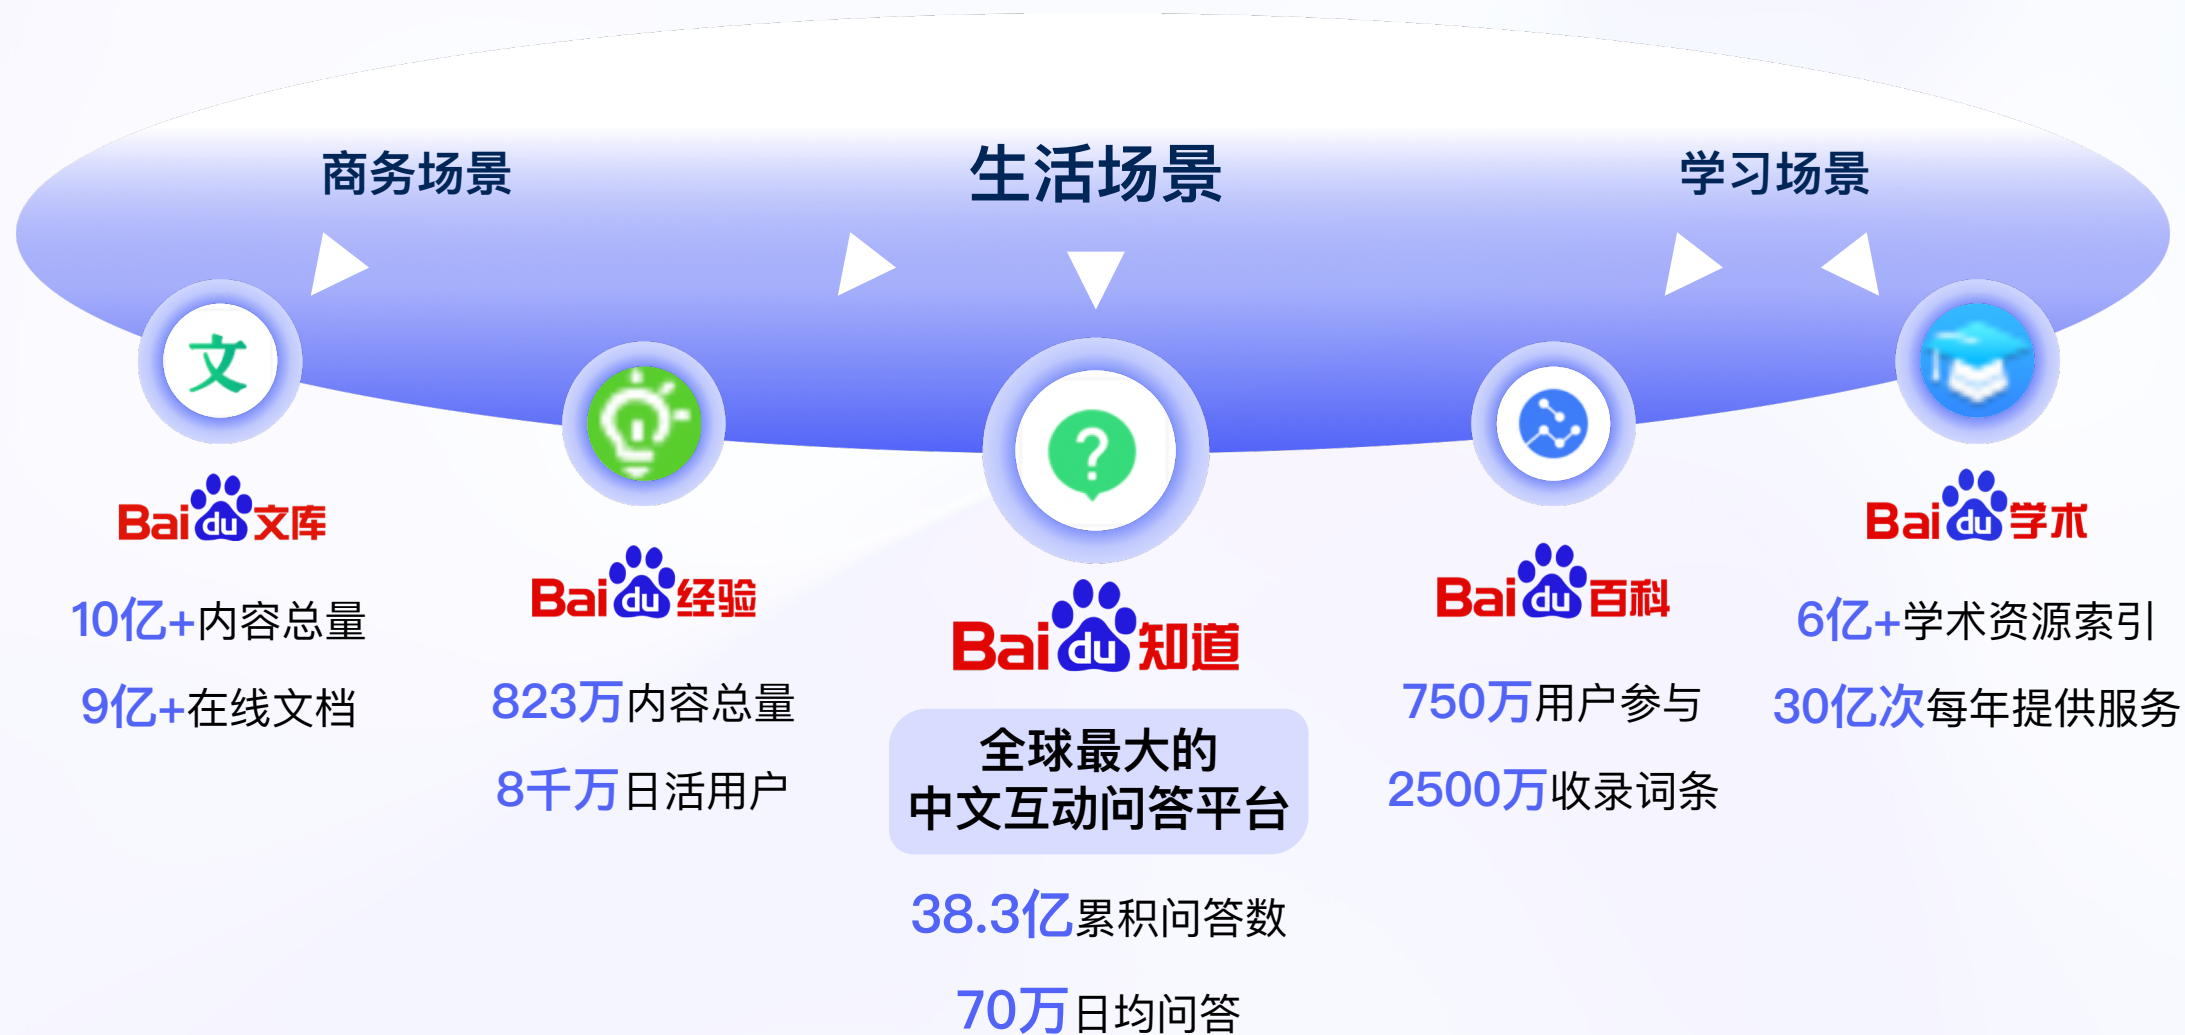 商务场景
生活场景
学习场景
文
Baidu文库
10亿+内容总量
9亿+在线文档
Baidu经验
823万内容总量
8千万日活用户
?
Baidu知道
全球最大的
中文互动问答平台
38.3亿累积问答数
70万日均问答
Baidu百科
750万用户参与
2500万收录词条
Baidu学术
6亿+学术资源索引
30亿次每年提供服务